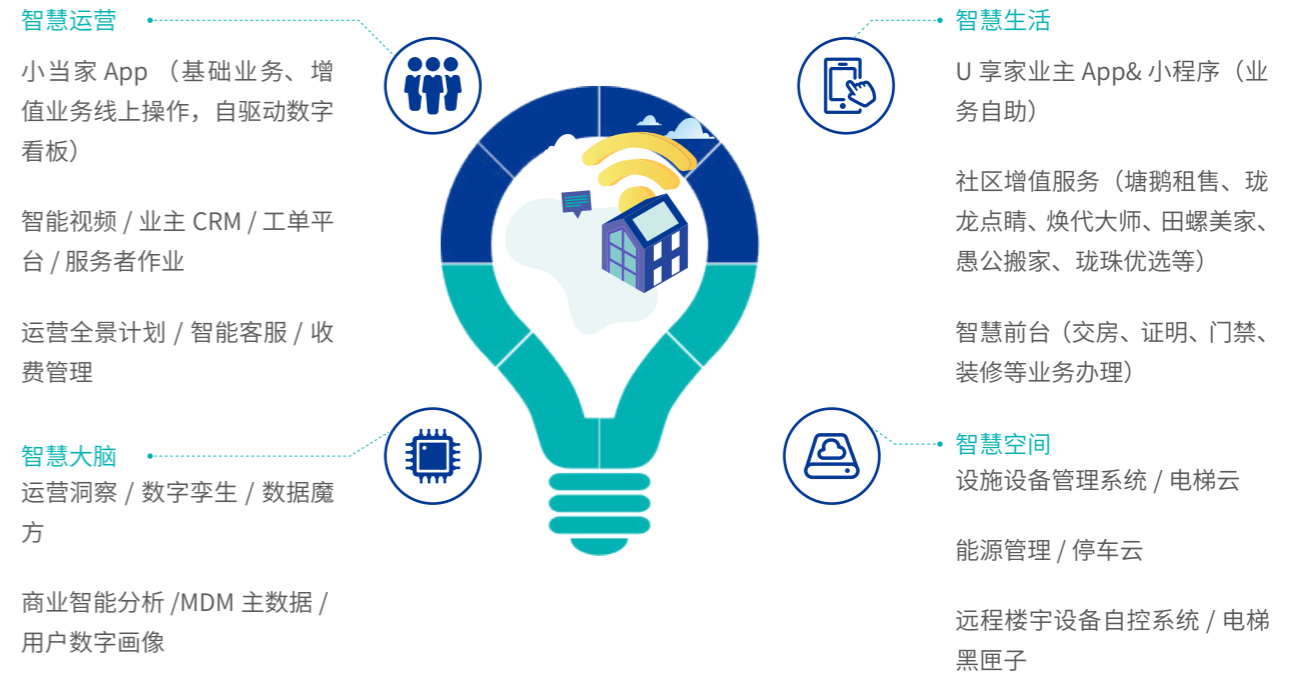 智慧运营
小当家 App （基础业务、增
值业务线上操作，自驱动数字
看板）
智能视频 / 业主 CRM / 工单平
台 / 服务者作业
运营全景计划 / 智能客服 / 收
费管理
智慧大脑
运营洞察 / 数字孪生 / 数据魔
方
商业智能分析 /MDM 主数据 /
用户数字画像
智慧生活
U 享家业主 App& 小程序（业
务自助）
社区增值服务（塘鹅租售、珑
龙点睛、焕代大师、田螺美家、
愚公搬家、珑珠优选等）
智慧前台（交房、证明、门禁、
装修等业务办理）
智慧空间
设施设备管理系统 / 电梯云
能源管理 / 停车云
远程楼宇设备自控系统 / 电梯
黑匣子